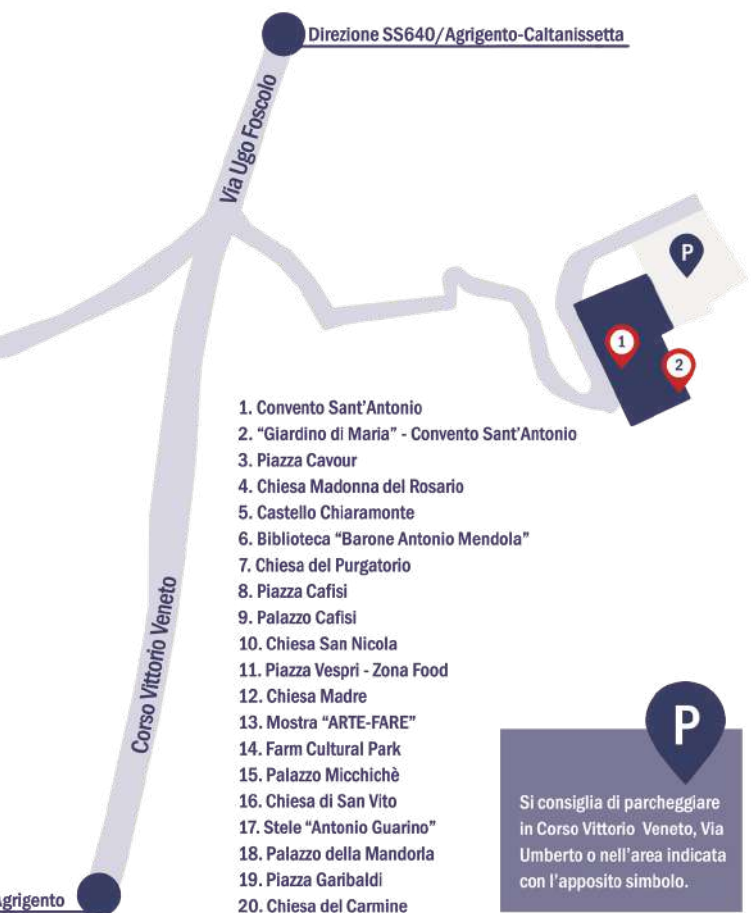 Direzione SS640/Agrigento-Caltanissetta
Via Ugo Foscolo
P
1
2
1. Convento Sant'Antonio
2. “Giardino di Maria” - Convento Sant'Antonio
3. Piazza Cavour
4. Chiesa Madonna del Rosario
5. Castello Chiaramonte
6. Biblioteca “Barone Antonio Mendola”
7. Chiesa del Purgatorio
8. Piazza Cafisi
9. Palazzo Cafisi
10. Chiesa San Nicola
11. Piazza Vespri - Zona Food
12. Chiesa Madre
13. Mostra “ARTE-FARE”
14. Farm Cultural Park
15. Palazzo Micchichè
16. Chiesa di San Vito
17. Stele “Antonio Guarino”
18. Palazzo della Mandorla
19. Piazza Garibaldi
20. Chiesa del Carmine
Corso Vittorio Veneto
P
Si consiglia di parcheggiare
in Corso Vittorio Veneto, Via
Umberto o nell'area indicata
con l'apposito simbolo.
Agrigento